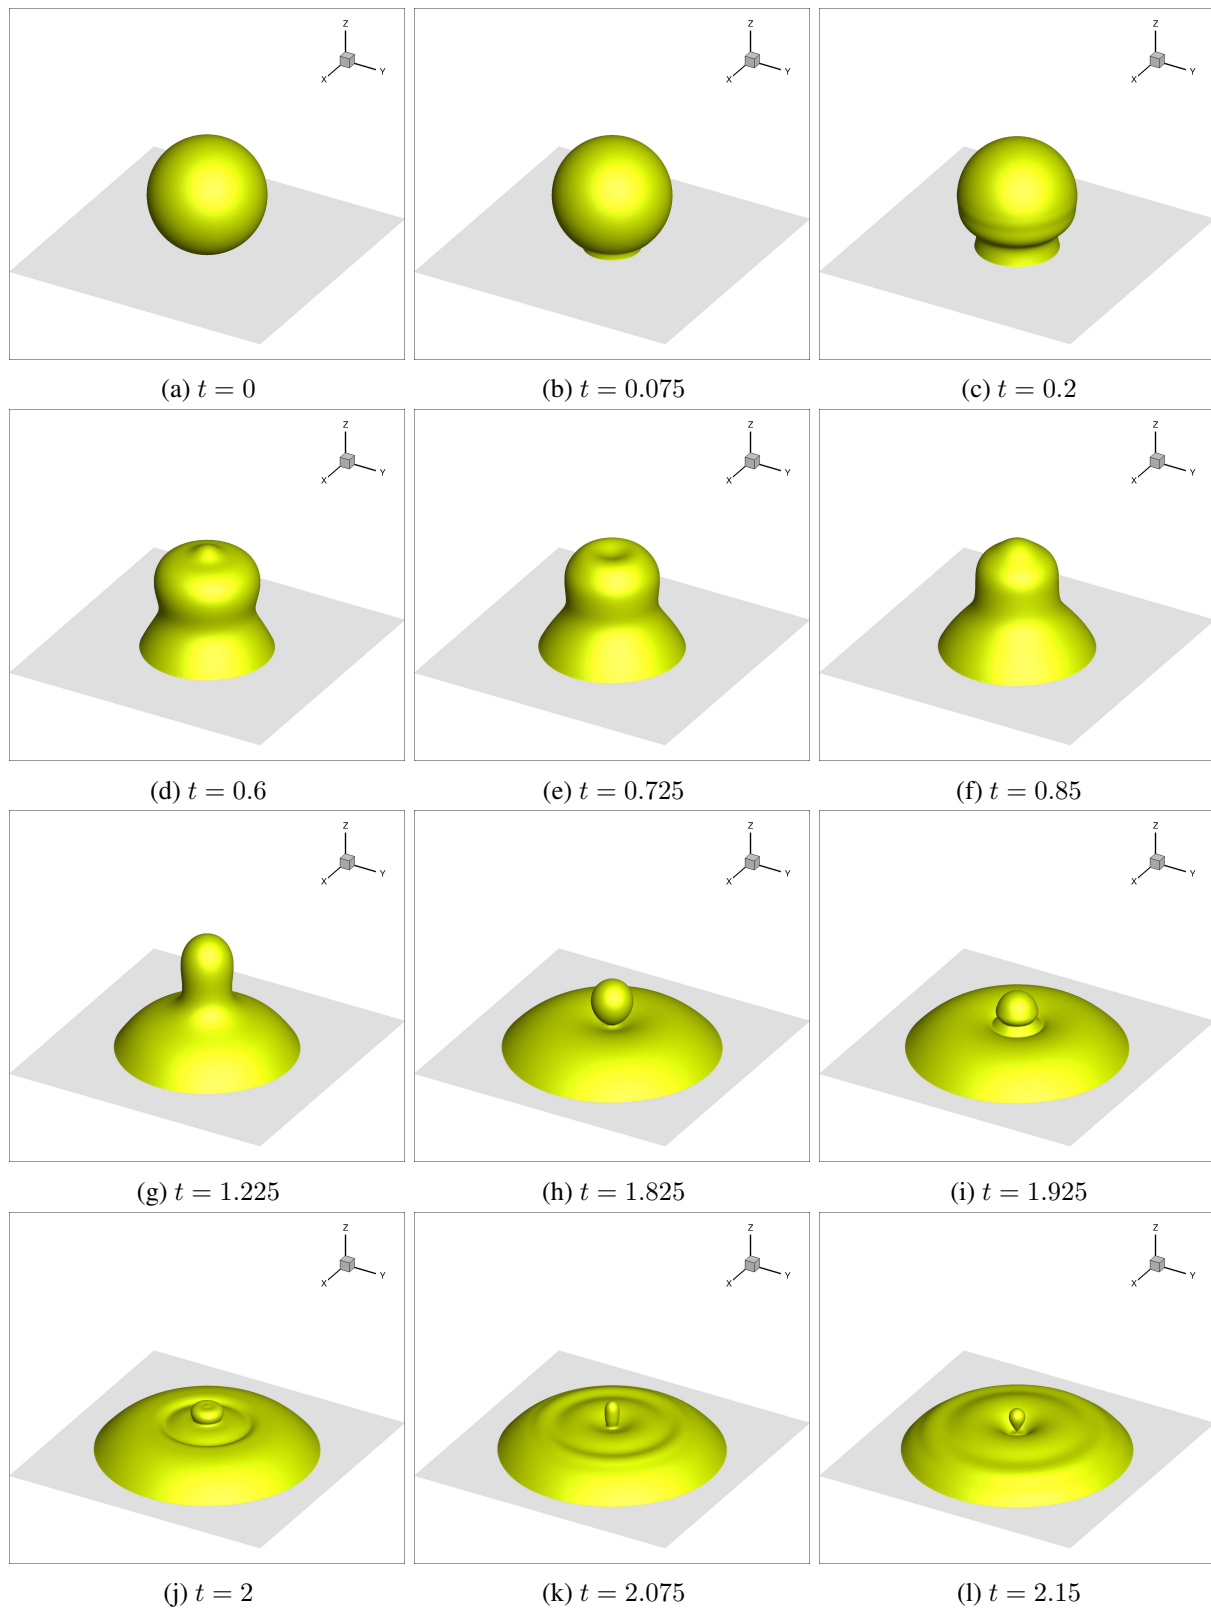 Z
X
Y
Z
X
Y
Z
X
Y
(a) t = 0
(b) t = 0.075
(c) t = 0.2
Z
X
Y
Z
X
Y
Z
X
Y
(d) t = 0.6
(e) t = 0.725
(f) t = 0.85
Z
X
Y
Z
X
Y
Z
X
Y
(g) t = 1.225
(h) t = 1.825
(i) t = 1.925
Z
X
Y
Z
X
Y
Z
X
Y
(j) t = 2
(k) t = 2.075
(l) t = 2.15